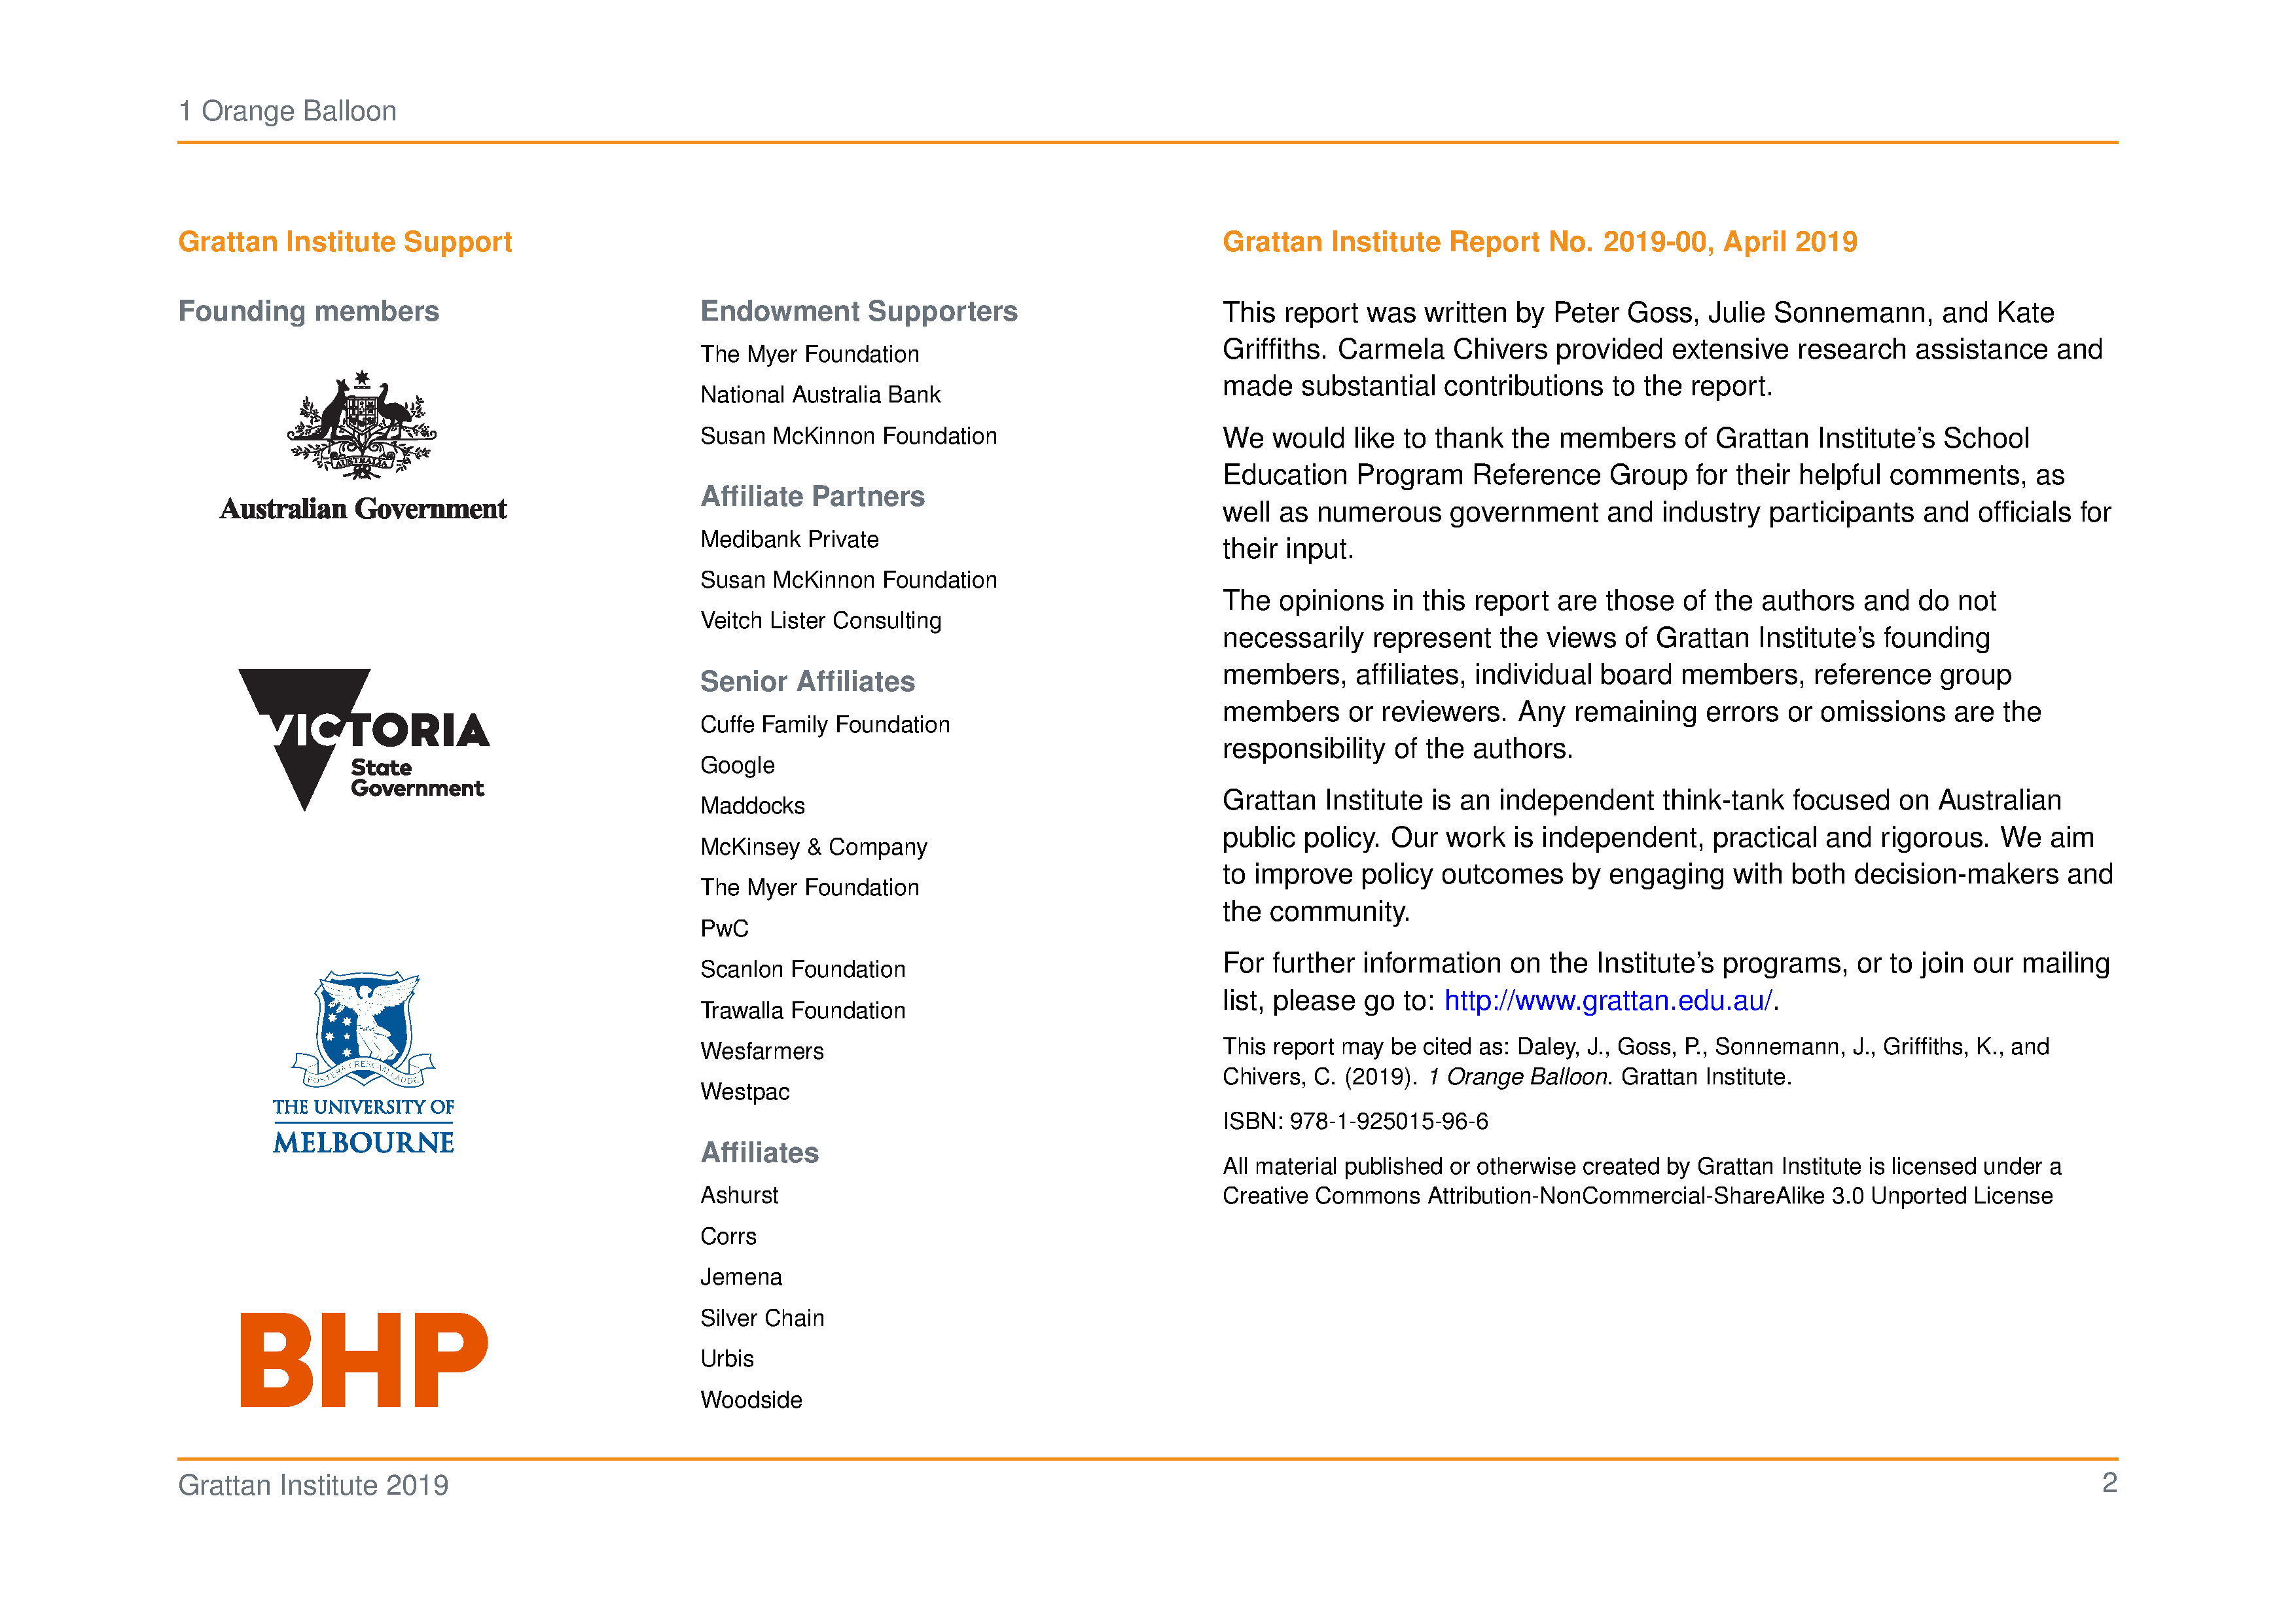 1 Orange Balloon
Grattan Institute Support
Founding members
AUSTRALIA
Australian Government
VICTORIA
State
Government
POSTERA CRESCAM LAUDE
THE UNIVERSITY OF
MELBOURNE
BHP
Endowment Supporters
The Myer Foundation
National Australia Bank
Susan McKinnon Foundation
Affiliate Partners
Medibank Private
Susan McKinnon Foundation
Veitch Lister Consulting
Senior Affiliates
Cuffe Family Foundation
Google
Maddocks
McKinsey & Company
The Myer Foundation
PwC
Scanlon Foundation
Trawalla Foundation
Wesfarmers
Westpac
Affiliates
Ashurst
Corrs
Jemena
Silver Chain
Urbis
Woodside
Grattan Institute Report No. 2019-00, April 2019
This report was written by Peter Goss, Julie Sonnemann, and Kate
Griffiths. Carmela Chivers provided extensive research assistance and
made substantial contributions to the report.
We would like to thank the members of Grattan Institute's School
Education Program Reference Group for their helpful comments, as
well as numerous government and industry participants and officials for
their input.
The opinions in this report are those of the authors and do not
necessarily represent the views of Grattan Institute's founding
members, affiliates, individual board members, reference group
members or reviewers. Any remaining errors or omissions are the
responsibility of the authors.
Grattan Institute is an independent think-tank focused on Australian
public policy. Our work is independent, practical and rigorous. We aim
to improve policy outcomes by engaging with both decision-makers and
the community.
For further information on the Institute's programs, or to join our mailing
list, please go to: http://www.grattan.edu.au/.
This report may be cited as: Daley, J., Goss, P., Sonnemann, J., Griffiths, K., and
Chivers, C. (2019). 1 Orange Balloon. Grattan Institute.
ISBN: 978-1-925015-96-6
All material published or otherwise created by Grattan Institute is licensed under a
Creative Commons Attribution-NonCommercial-ShareAlike 3.0 Unported License
Grattan Institute 2019
2